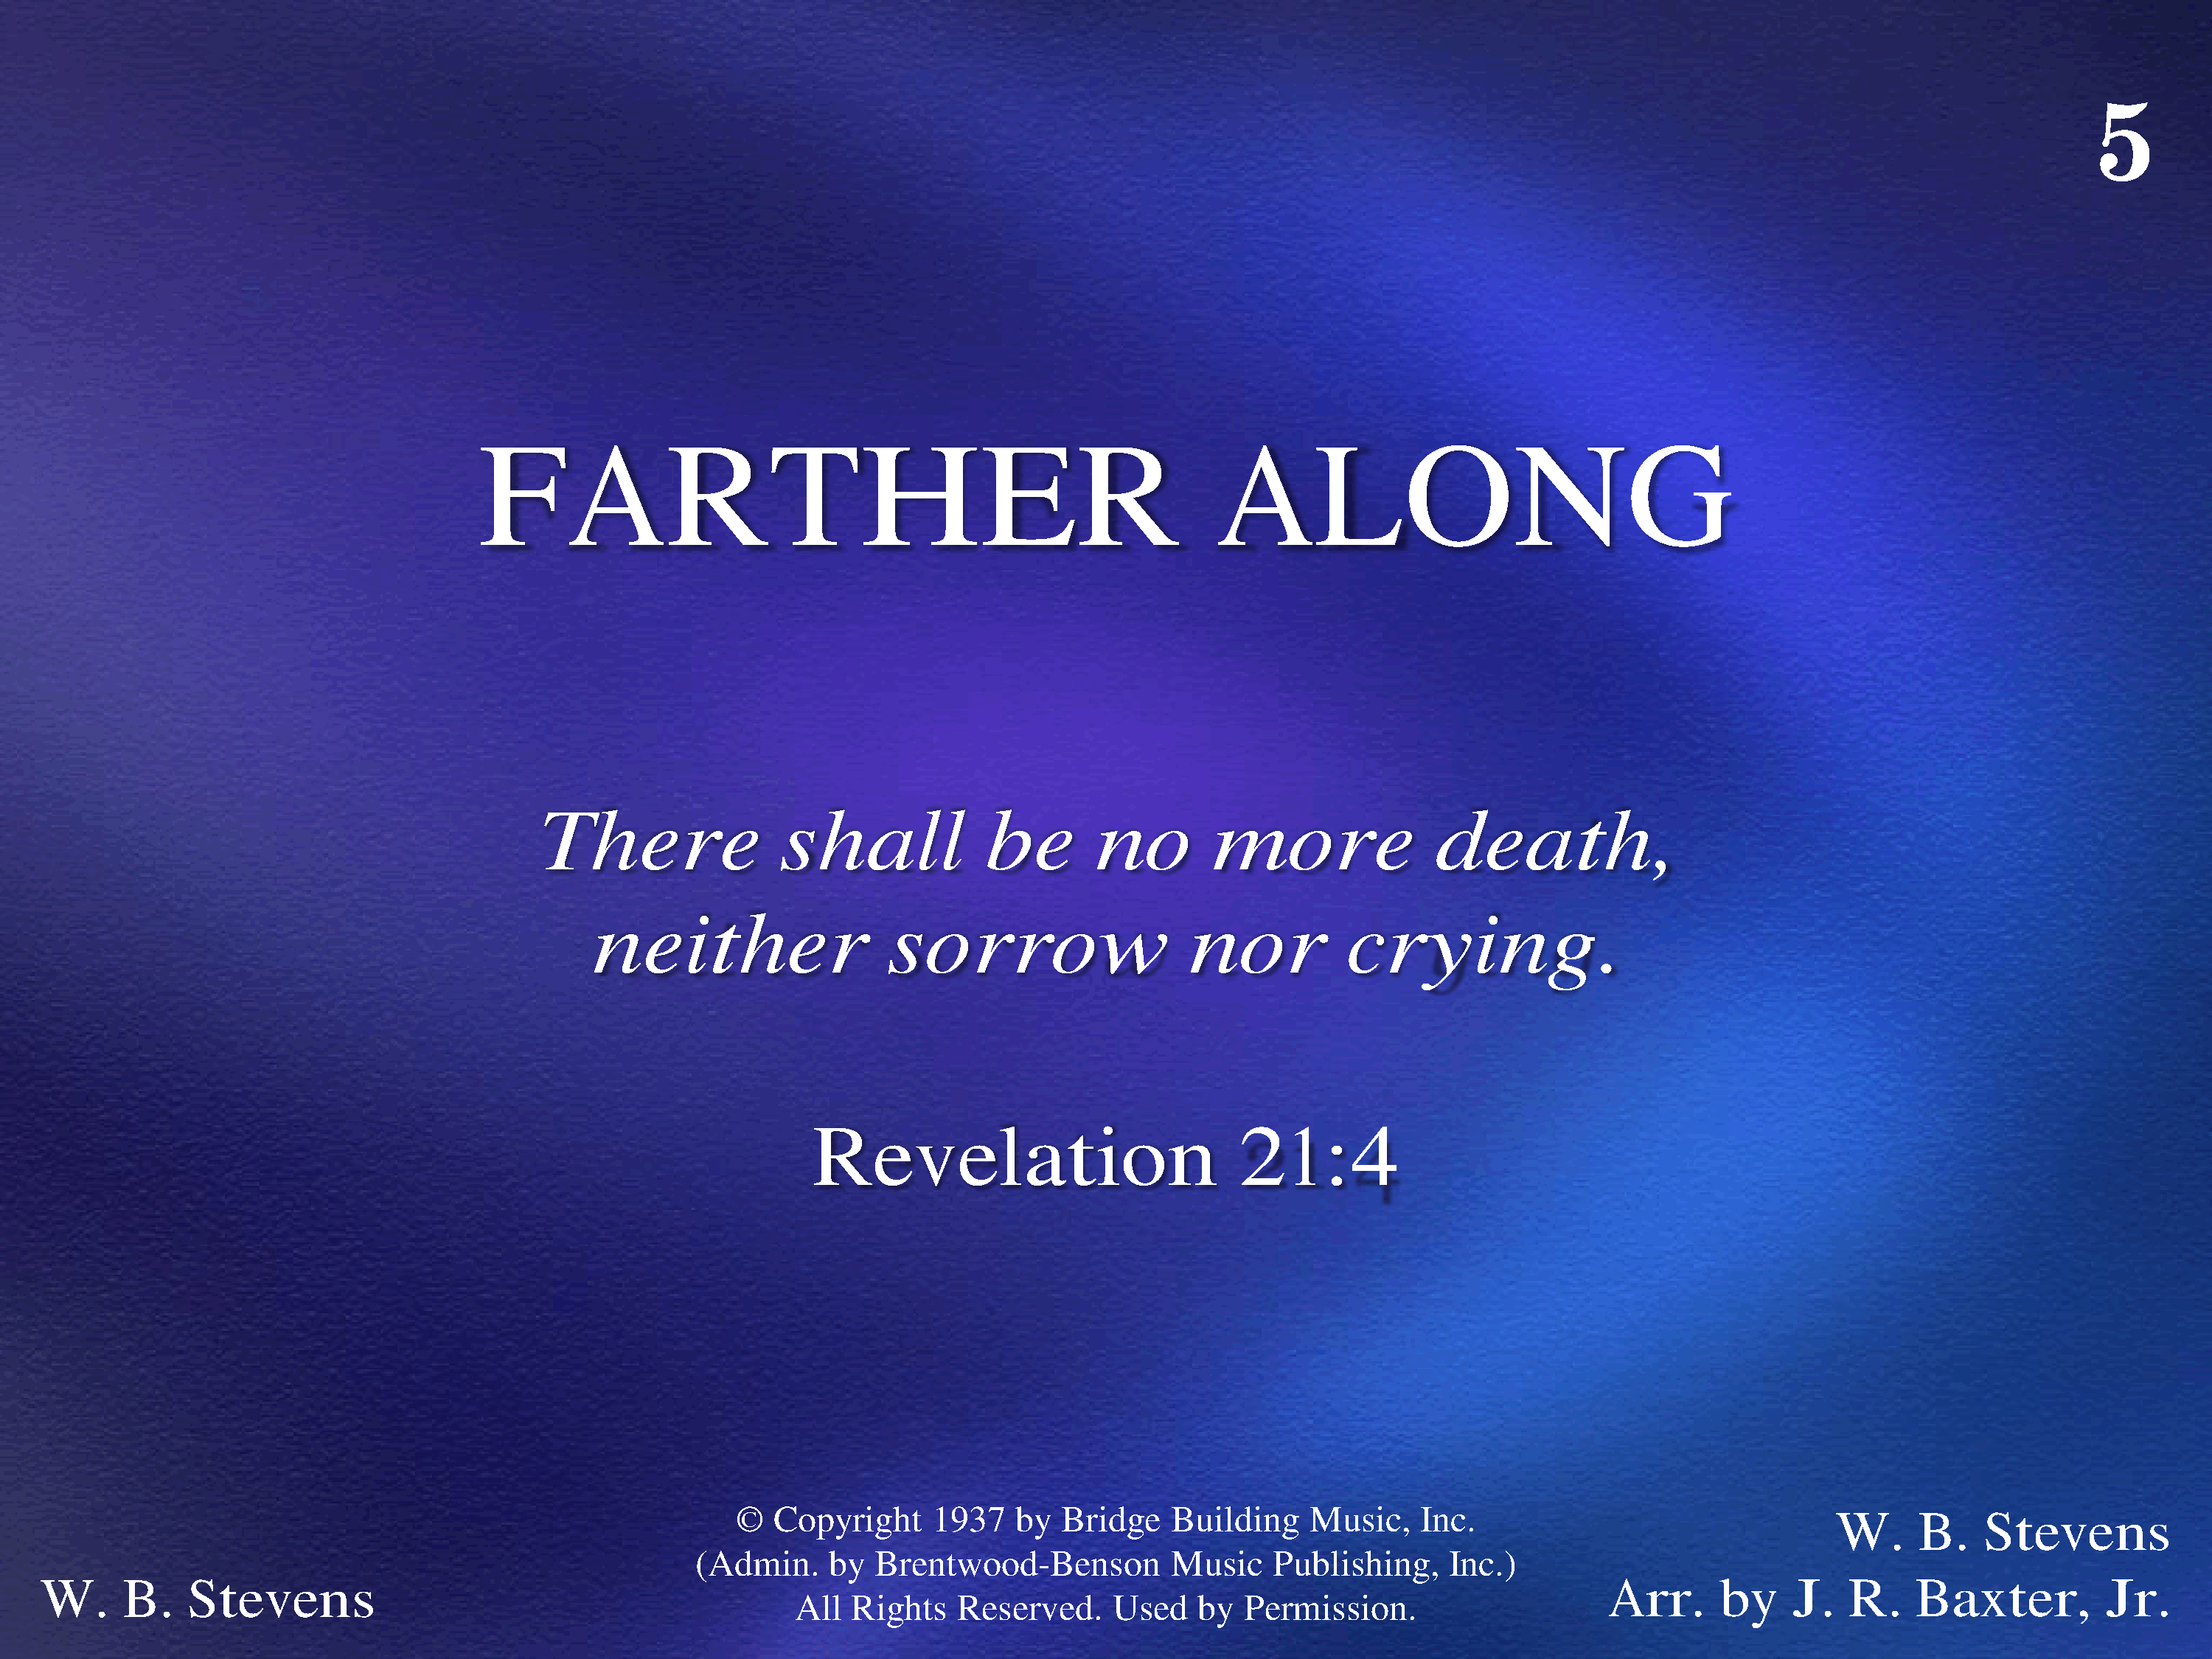 5
FARTHER ALONG
There shall be no more death,
neither sorrow nor crying.
Revelation 21:4
W. B. Stevens
© Copyright 1937 by Bridge Building Music, Inc.
(Admin. by Brentwood-Benson Music Publishing, Inc.)
All Rights Reserved. Used by Permission.
W. B. Stevens
Arr. by J. R. Baxter, Jr.